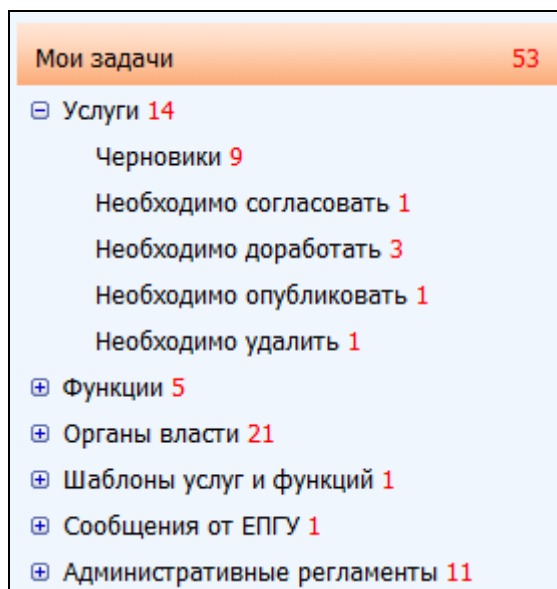 Мои задачи 53
Услуги 14
Черновики 9
Необходимо согласовать 1
Необходимо доработать 3
Необходимо опубликовать 1
Необходимо удалить 1
Функции 5
Органы власти 21
Шаблоны услуг и функций 1
Сообщения от ЕПГУ 1
Административные регламенты 11